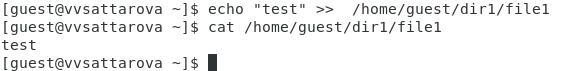 [guest@vvsattarova ~]$ echo "test" >>  /home/guest/dir1/file1
[guest@vvsattarova ~]$ cat /home/guest/dir1/file1
test
[guest@vvsattarova ~]$